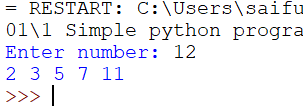 = RESTART: C:\Users\saifu
01\1 Simple python progra
Enter number: 12
2 3 5 7 11
>>>